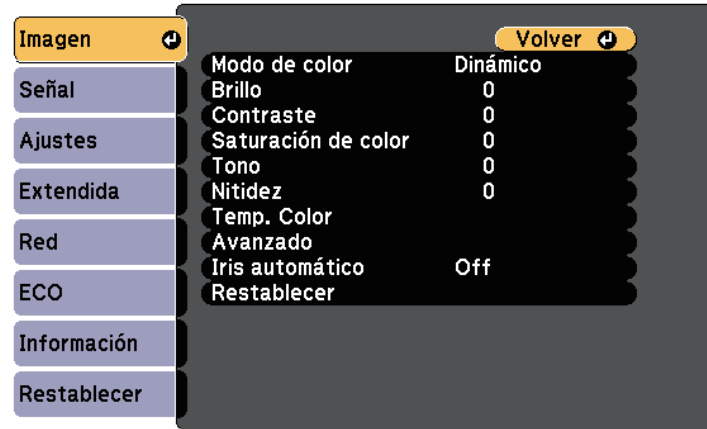 Imagen
Señal
Ajustes
Extendida
Red
ECO
Información
Restablecer
Volver
Modo de color Dinámico
Brillo 0
Contraste 0
Saturación de color 0
Tono 0
Nitidez 0
Temp. Color
Avanzado
Iris automático Off
Restablecer